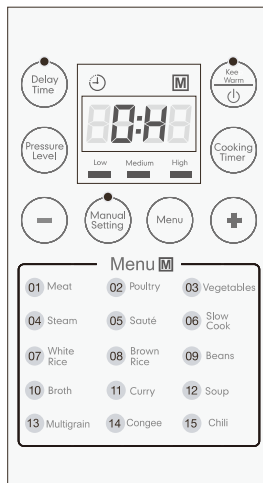 Delay
Time
M
Kee
Warm
0:H
Pressure
Level
Low Medium High
Cooking
Timer
Manual
Setting
Menu
Menu M
01 Meat 02 Poultry 03 Vegetables
04 Steam 05 Sauté 06 Slow
Cook
07 White
Rice 08 Brown
Rice 09 Beans
10 Broth 11 Curry 12 Soup
13 Multigrain 14 Congee 15 Chili